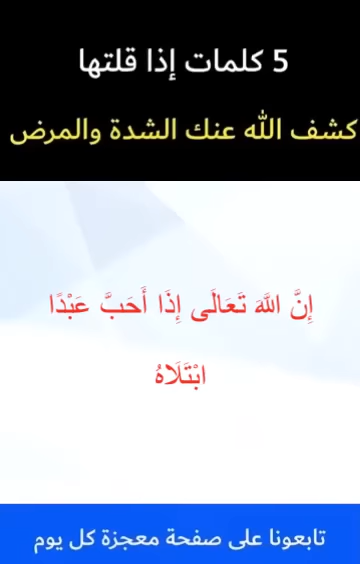 5 كلمات إذا قلتها
كشف الله عنك الشدة والمرض
إِنَّ اللَّهَ تَعَالَى إِذَا أَحَبَّ عَبْدًا
ابْتَلَاهُ
تابعونا على صفحة معجزة كل يوم